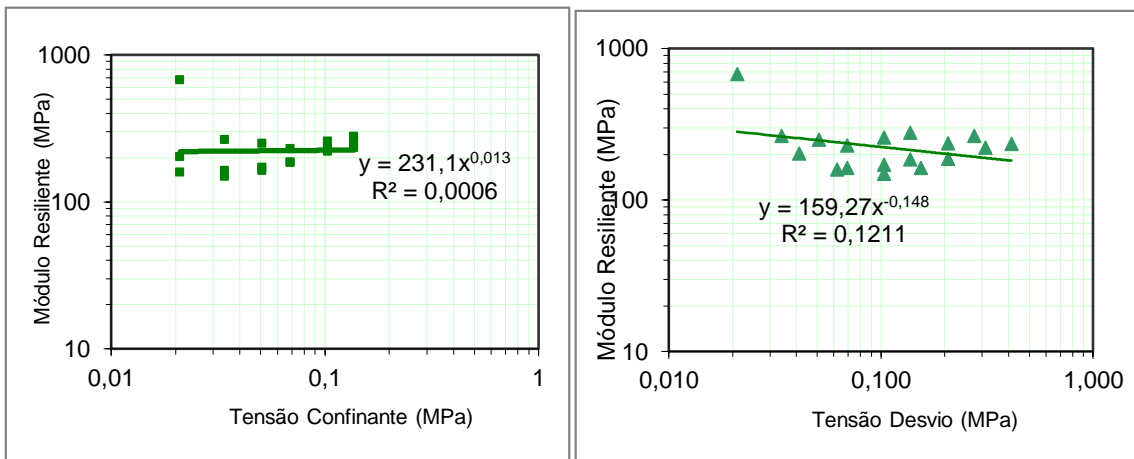 1000
100
10
0,01
0,1
1
Módulo Resiliente (MPa)
Tensão Confinante (MPa)
y = 231,1x^0,013
R² = 0,0006
1000
100
10
0,010
0,100
1,000
Módulo Resiliente (MPa)
Tensão Desvio (MPa)
y = 159,27x^-0,148
R² = 0,1211